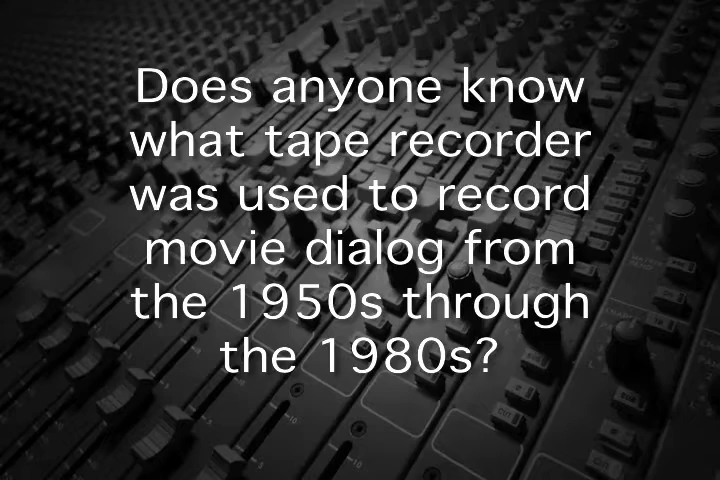 Does anyone know
what tape recorder
was used to record
movie dialog from
the 1950s through
the 1980s?